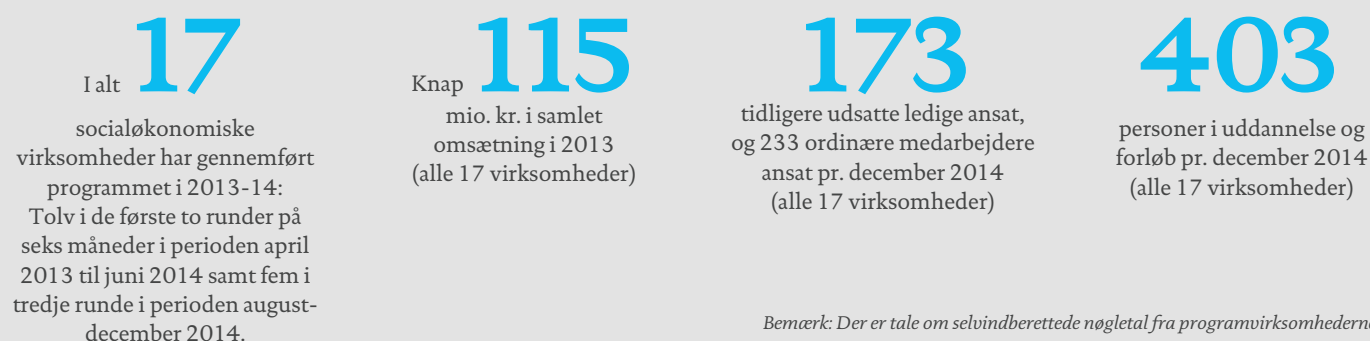 I alt 17
socialøkonomiske
virksomheder har gennemført
programmet i 2013-14:
Tolv i de første to runder på
seks måneder i perioden april
2013 til juni 2014 samt fem i
tredje runde i perioden august-
december 2014.
Knap 115
mio. kr. i samlet
omsætning i 2013
(alle 17 virksomheder)
173
tidligere udsatte ledige ansat,
og 233 ordinære medarbejdere
ansat pr. december 2014
(alle 17 virksomheder)
403
personer i uddannelse og
forløb pr. december 2014
(alle 17 virksomheder)
Bemærk: Der er tale om selvindberettede nøgletal fra programvirksomhederne